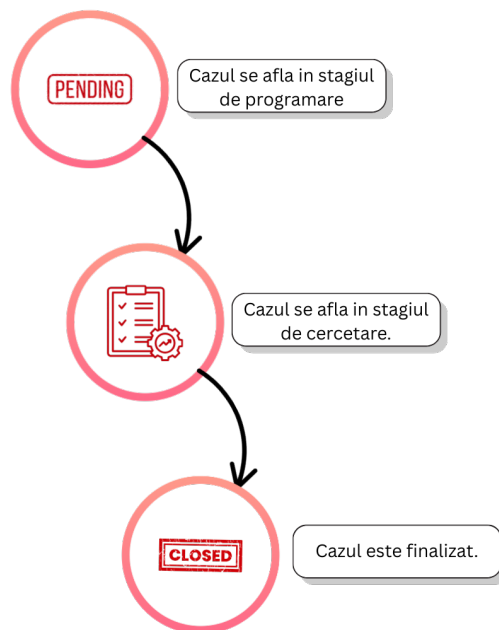 PENDING
Cazul se afla in stagiul
de programare
Cazul se afla in stagiul
de cercetare.
CLOSED
Cazul este finalizat.